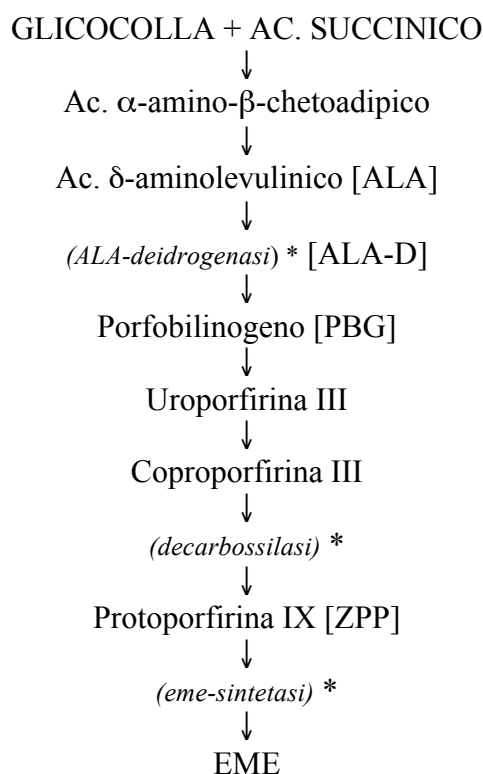 GLICOCOLLA + AC. SUCCINICO
↓
Ac. α-amino-β-chetoadipico
↓
Ac. δ-aminolevulinico [ALA]
↓
(ALA-deidrogenasi) * [ALA-D]
↓
Porfobilinogeno [PBG]
↓
Uroporfirina III
↓
Coproporfirina III
↓
(decarbossilasi) *
↓
Protoporfirina IX [ZPP]
↓
(eme-sintetasi) *
↓
EME